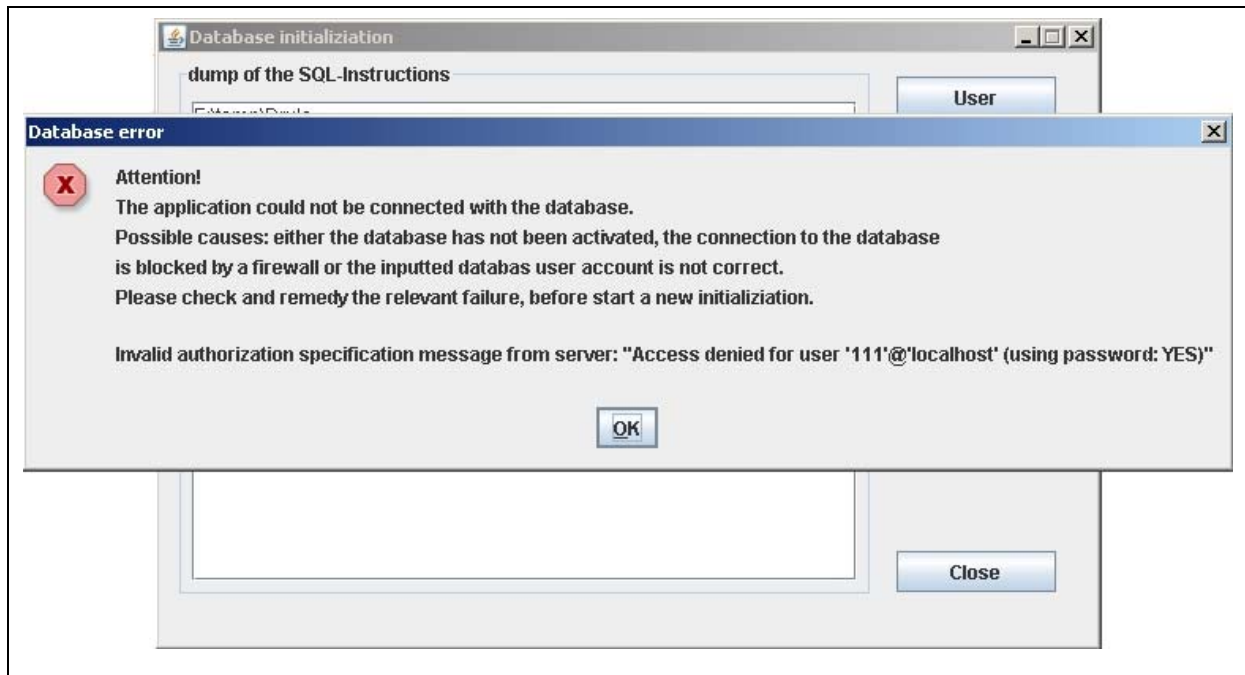 Database initializiation
dump of the SQL-Instructions
User
Database error
Attention!
The application could not be connected with the database.
Possible causes: either the database has not been activated, the connection to the database
is blocked by a firewall or the inputted databas user account is not correct.
Please check and remedy the relevant failure, before start a new initializiation.
Invalid authorization specification message from server: "Access denied for user '111'@'localhost' (using password: YES)"
OK
Close